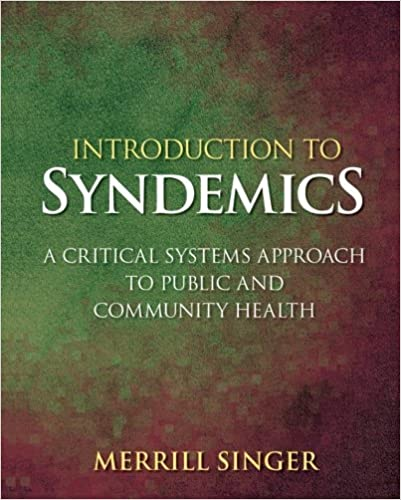 INTRODUCTION TO
SYNDEMICS
A CRITICAL SYSTEMS APPROACH
TO PUBLIC AND
COMMUNITY HEALTH
MERRILL SINGER